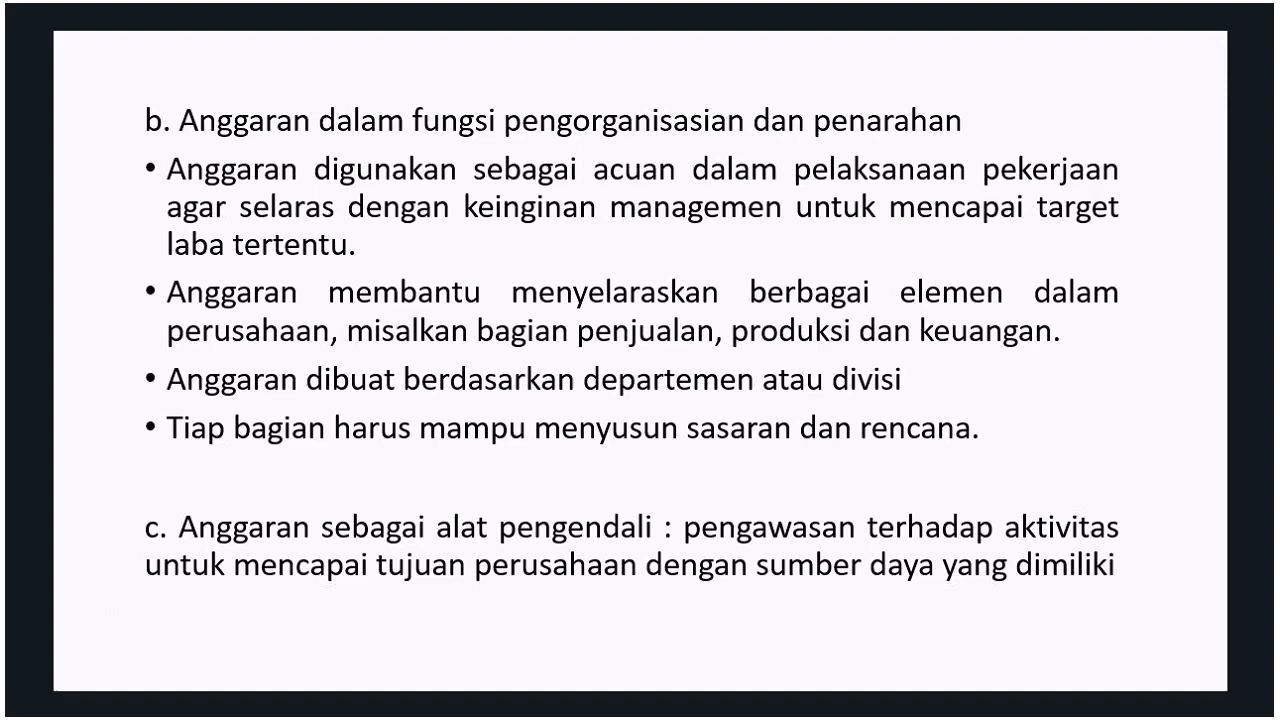 b. Anggaran dalam fungsi pengorganisasian dan penarahan
• Anggaran digunakan sebagai acuan dalam pelaksanaan pekerjaan
agar selaras dengan keinginan managemen untuk mencapai target
laba tertentu.
• Anggaran membantu menyelaraskan berbagai elemen dalam
perusahaan, misalkan bagian penjualan, produksi dan keuangan.
• Anggaran dibuat berdasarkan departemen atau divisi
• Tiap bagian harus mampu menyusun sasaran dan rencana.
c. Anggaran sebagai alat pengendali : pengawasan terhadap aktivitas
untuk mencapai tujuan perusahaan dengan sumber daya yang dimiliki